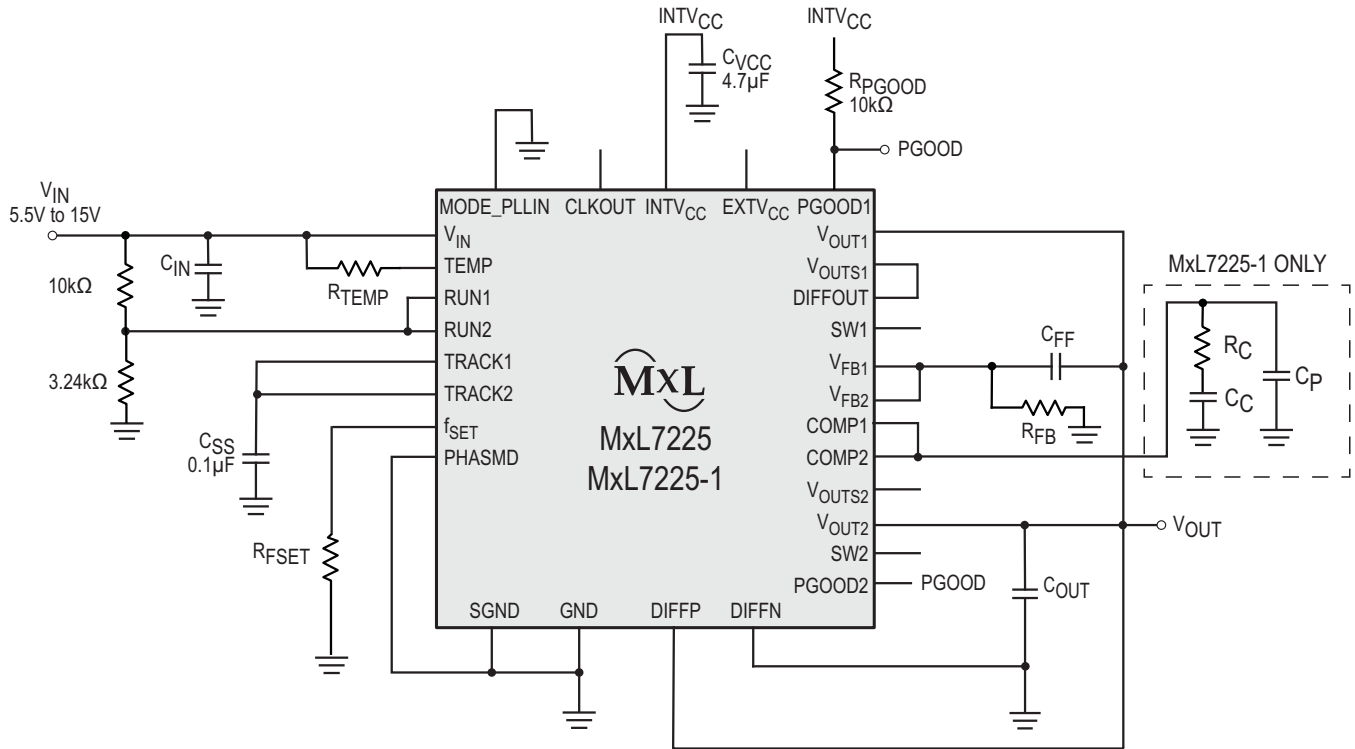 INTVCC
INTVCC
CVCC
4.7µF
RPGOOD
10kΩ
PGOOD
VIN
5.5V to 15V
MODE_PLLIN CLKOUT INTVCC EXTVCC PGOOD1
10kΩ
CIN
RTEMP
3.24kΩ
CSS
0.1µF
RFSET
VIN
TEMP
RUN1
RUN2
TRACK1
TRACK2
fSET
PHASMD
MxL
MxL7225
MxL7225-1
VOUT1
VOUTS1
DIFFOUT
SW1
VFB1
VFB2
COMP1
COMP2
VOUTS2
VOUT2
SW2
PGOOD2
PGOOD
SGND GND DIFFP DIFFN
CFF
RFB
COUT
VOUT
MxL7225-1 ONLY
RC
CC
CP